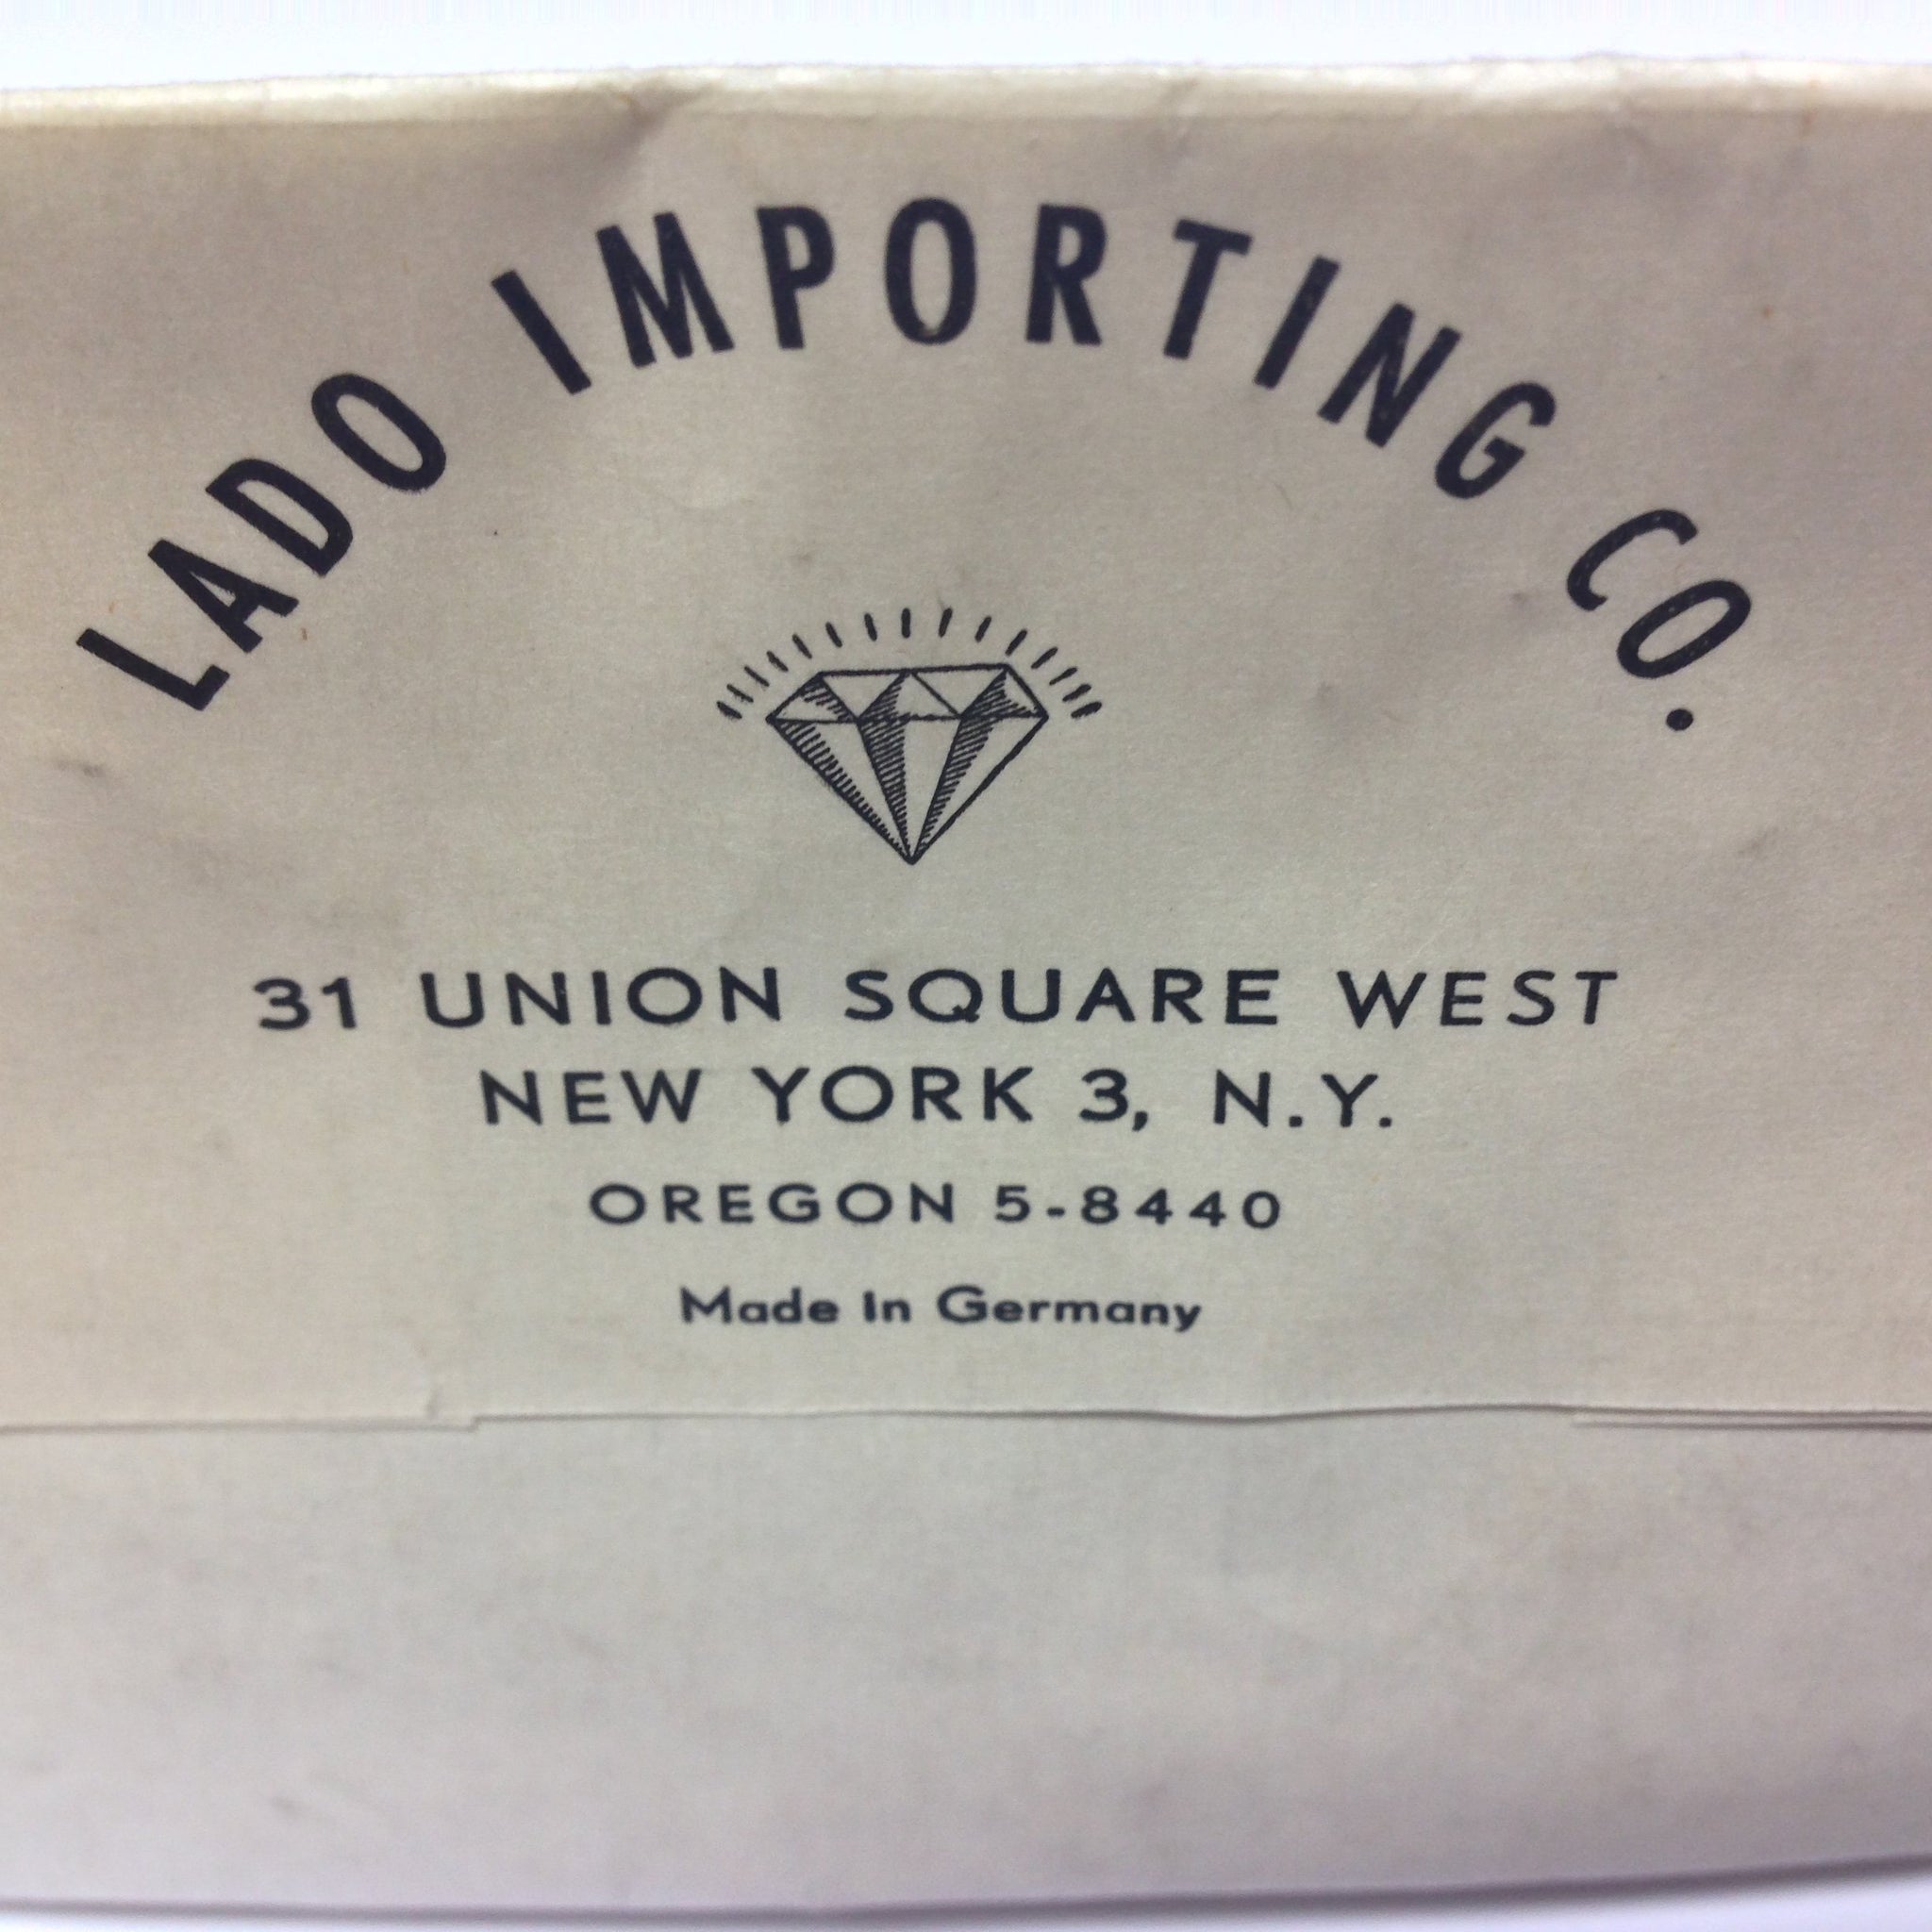 LADO IMPORTING CO.
31 UNION SQUARE WEST
NEW YORK 3, N.Y.
OREGON 5-8440
Made In Germany